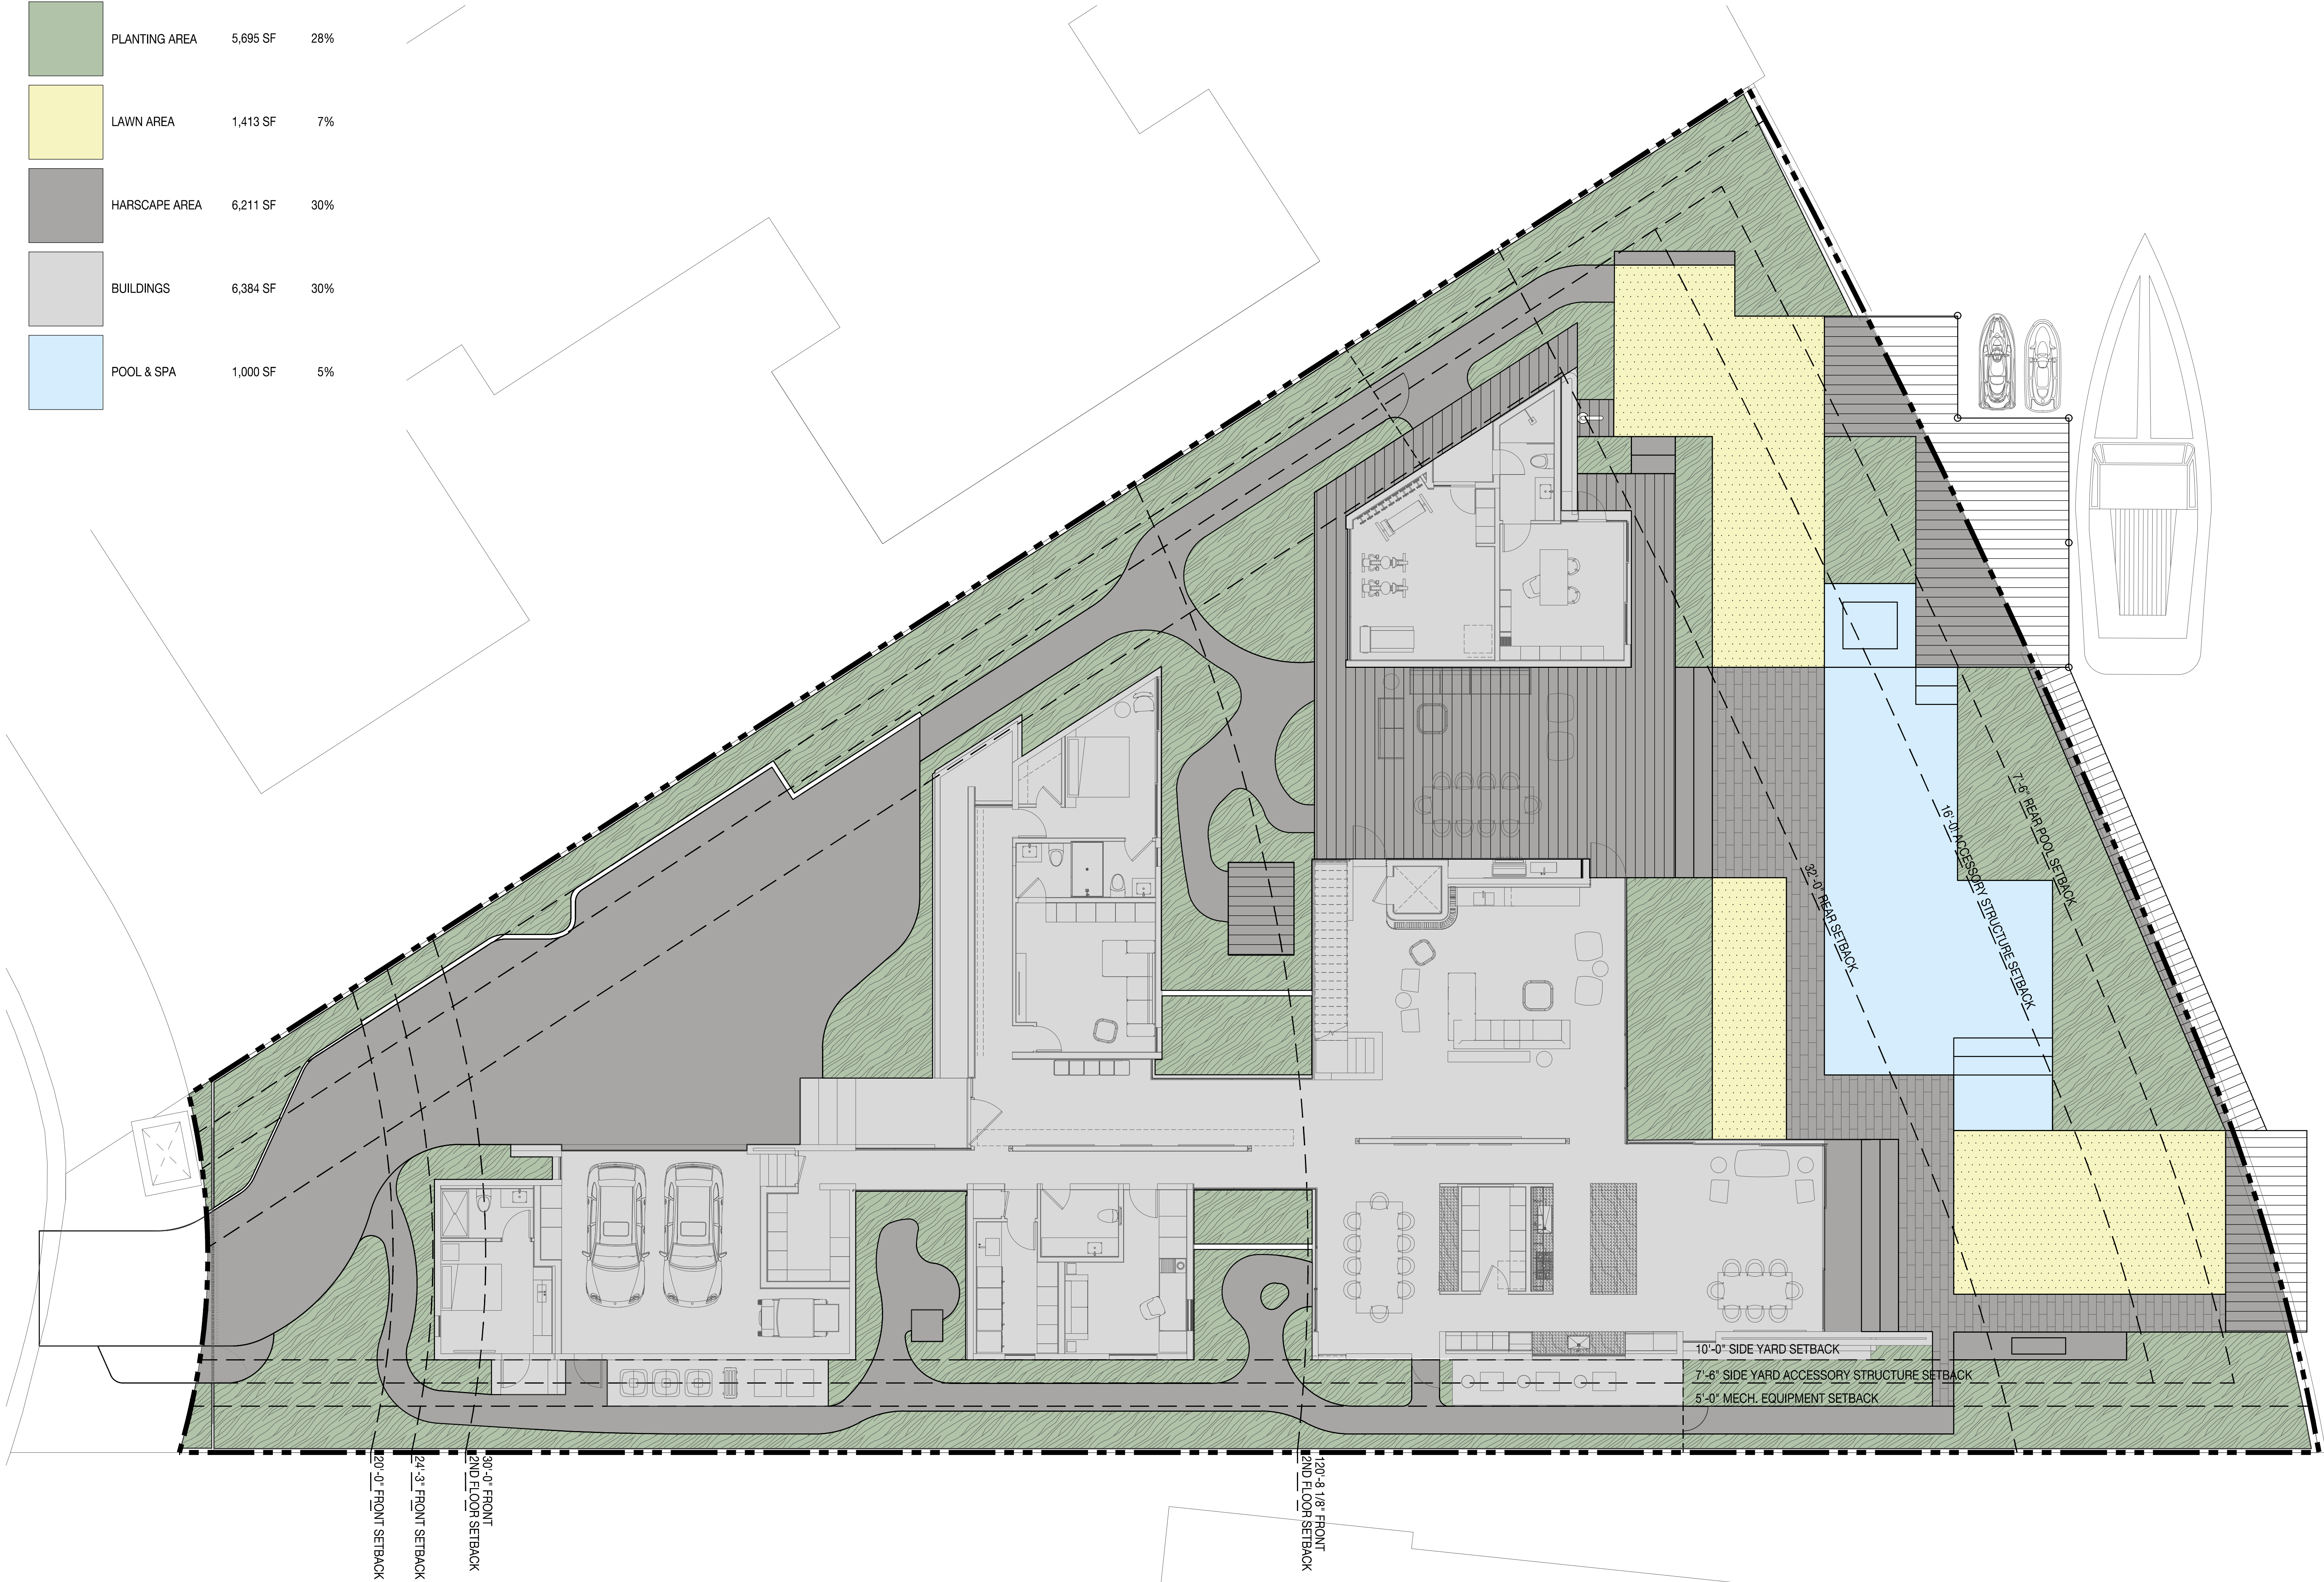 PLANTING AREA 5,695 SF 28%
LAWN AREA 1,413 SF 7%
HARSCAPE AREA 6,211 SF 30%
BUILDINGS 6,384 SF 30%
POOL & SPA 1,000 SF 5%
7'-6" REAR POOL SETBACK
16'-0" ACCESSORY STRUCTURE SETBACK
32'-0" REAR SETBACK
10'-0" SIDE YARD SETBACK
7'-6" SIDE YARD ACCESSORY STRUCTURE SETBACK
5'-0" MECH. EQUIPMENT SETBACK
20'-0" FRONT SETBACK
24'-3" FRONT SETBACK
30'-0" FRONT
2ND FLOOR SETBACK
120'-8 1/8" FRONT
2ND FLOOR SETBACK